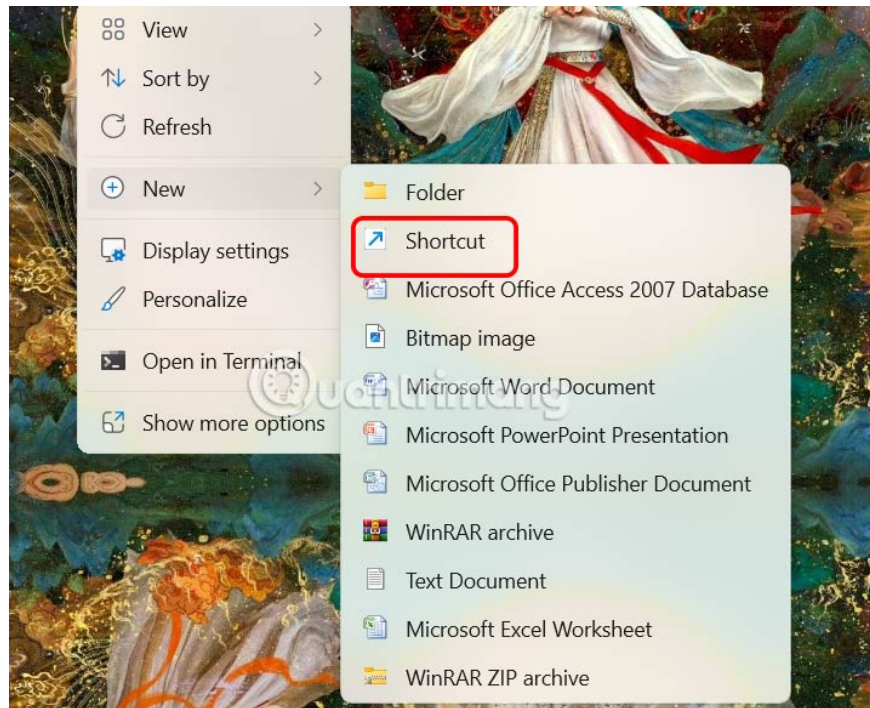 View
Sort by
Refresh
New
Display settings
Personalize
Open in Terminal
Show more options
Folder
Shortcut
Microsoft Office Access 2007 Database
Bitmap image
Microsoft Word Document
Microsoft PowerPoint Presentation
Microsoft Office Publisher Document
WinRAR archive
Text Document
Microsoft Excel Worksheet
WinRAR ZIP archive
Quantrimang